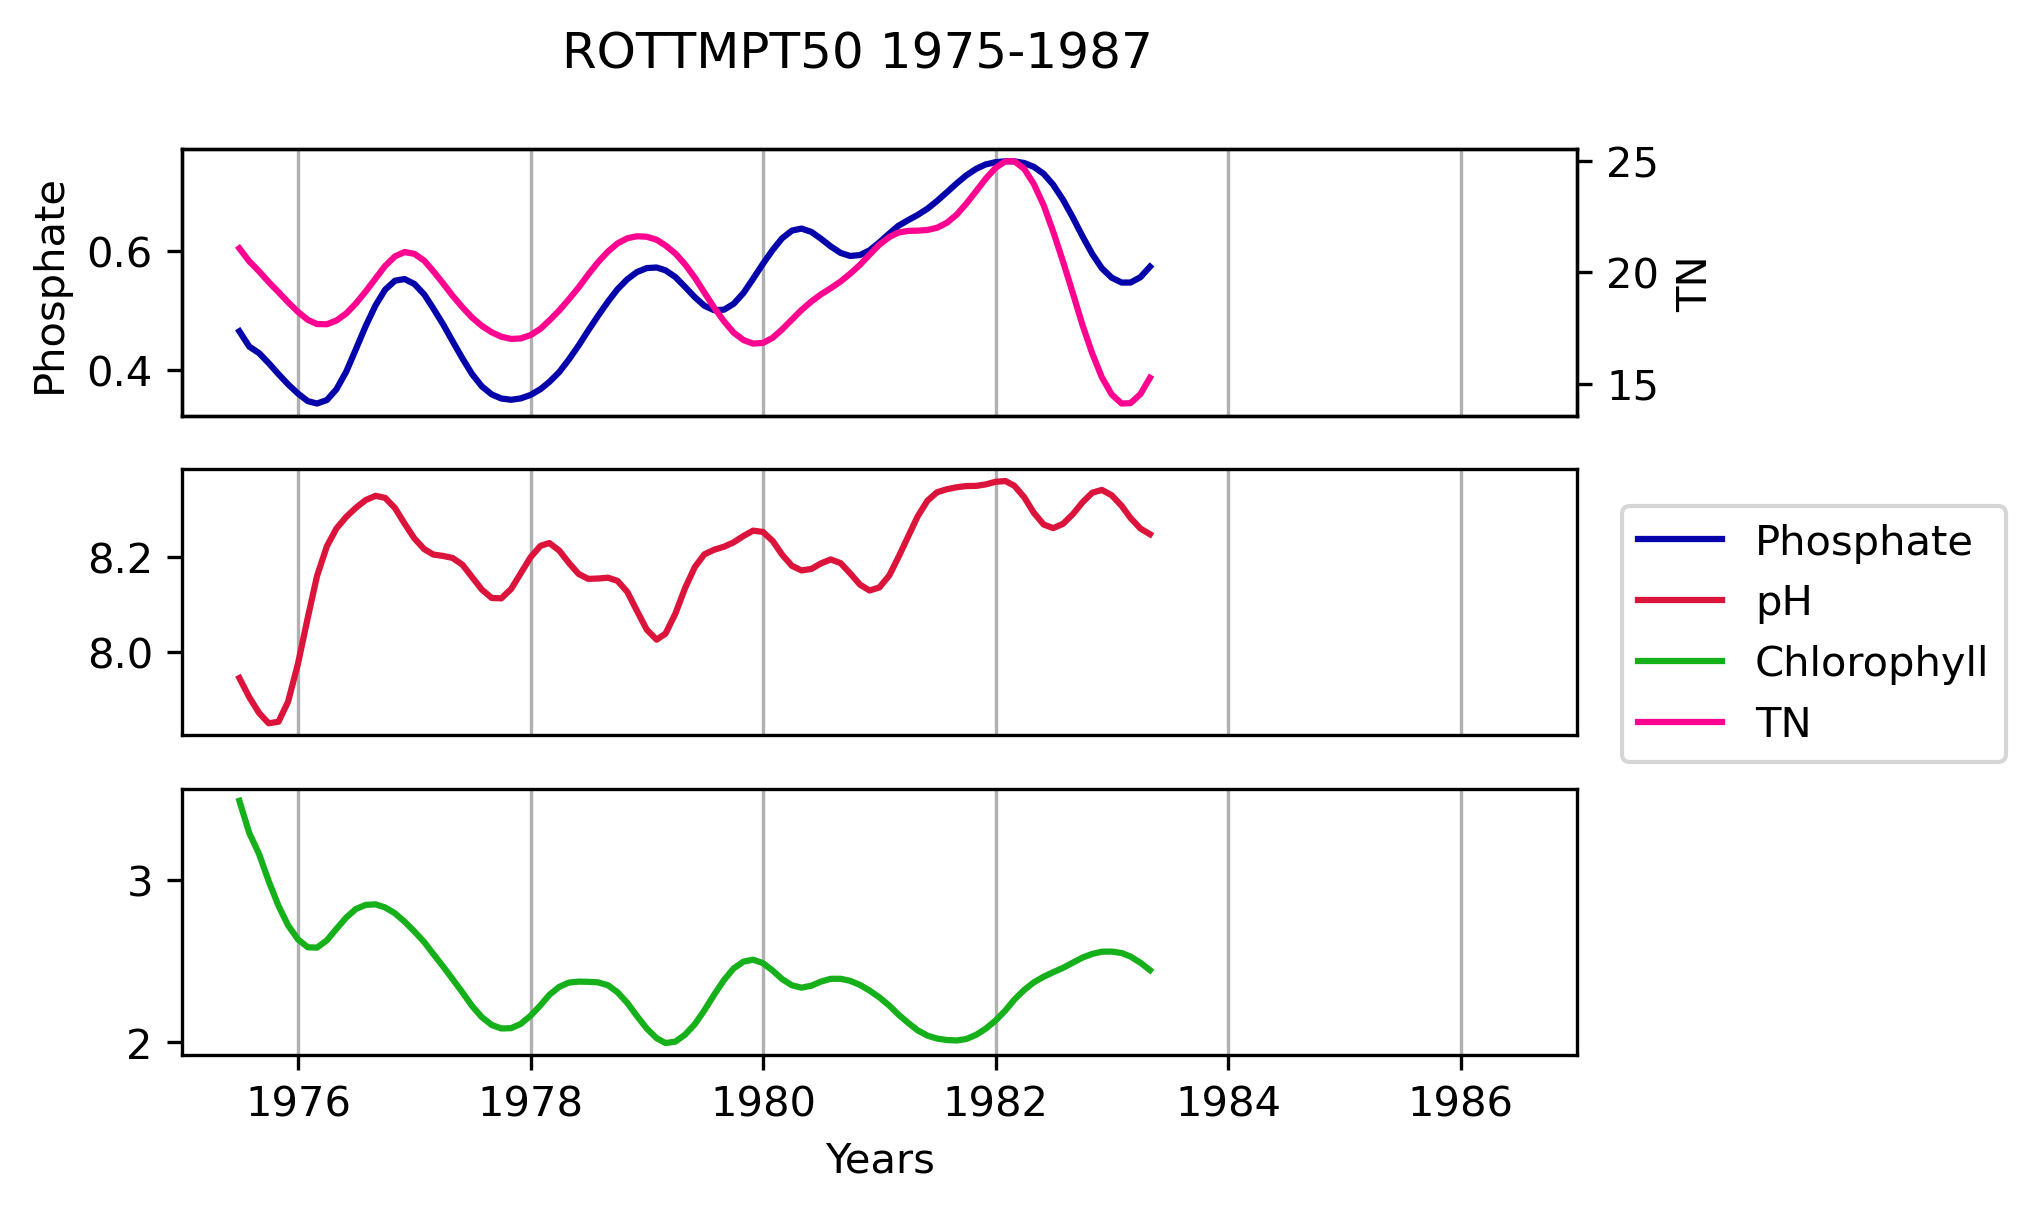 ROTTMPT50 1975-1987
Phosphate
0.6
0.4
25
20
15
TN
8.2
8.0
Phosphate
pH
Chlorophyll
TN
3
2
1976 1978 1980 1982 1984 1986
Years